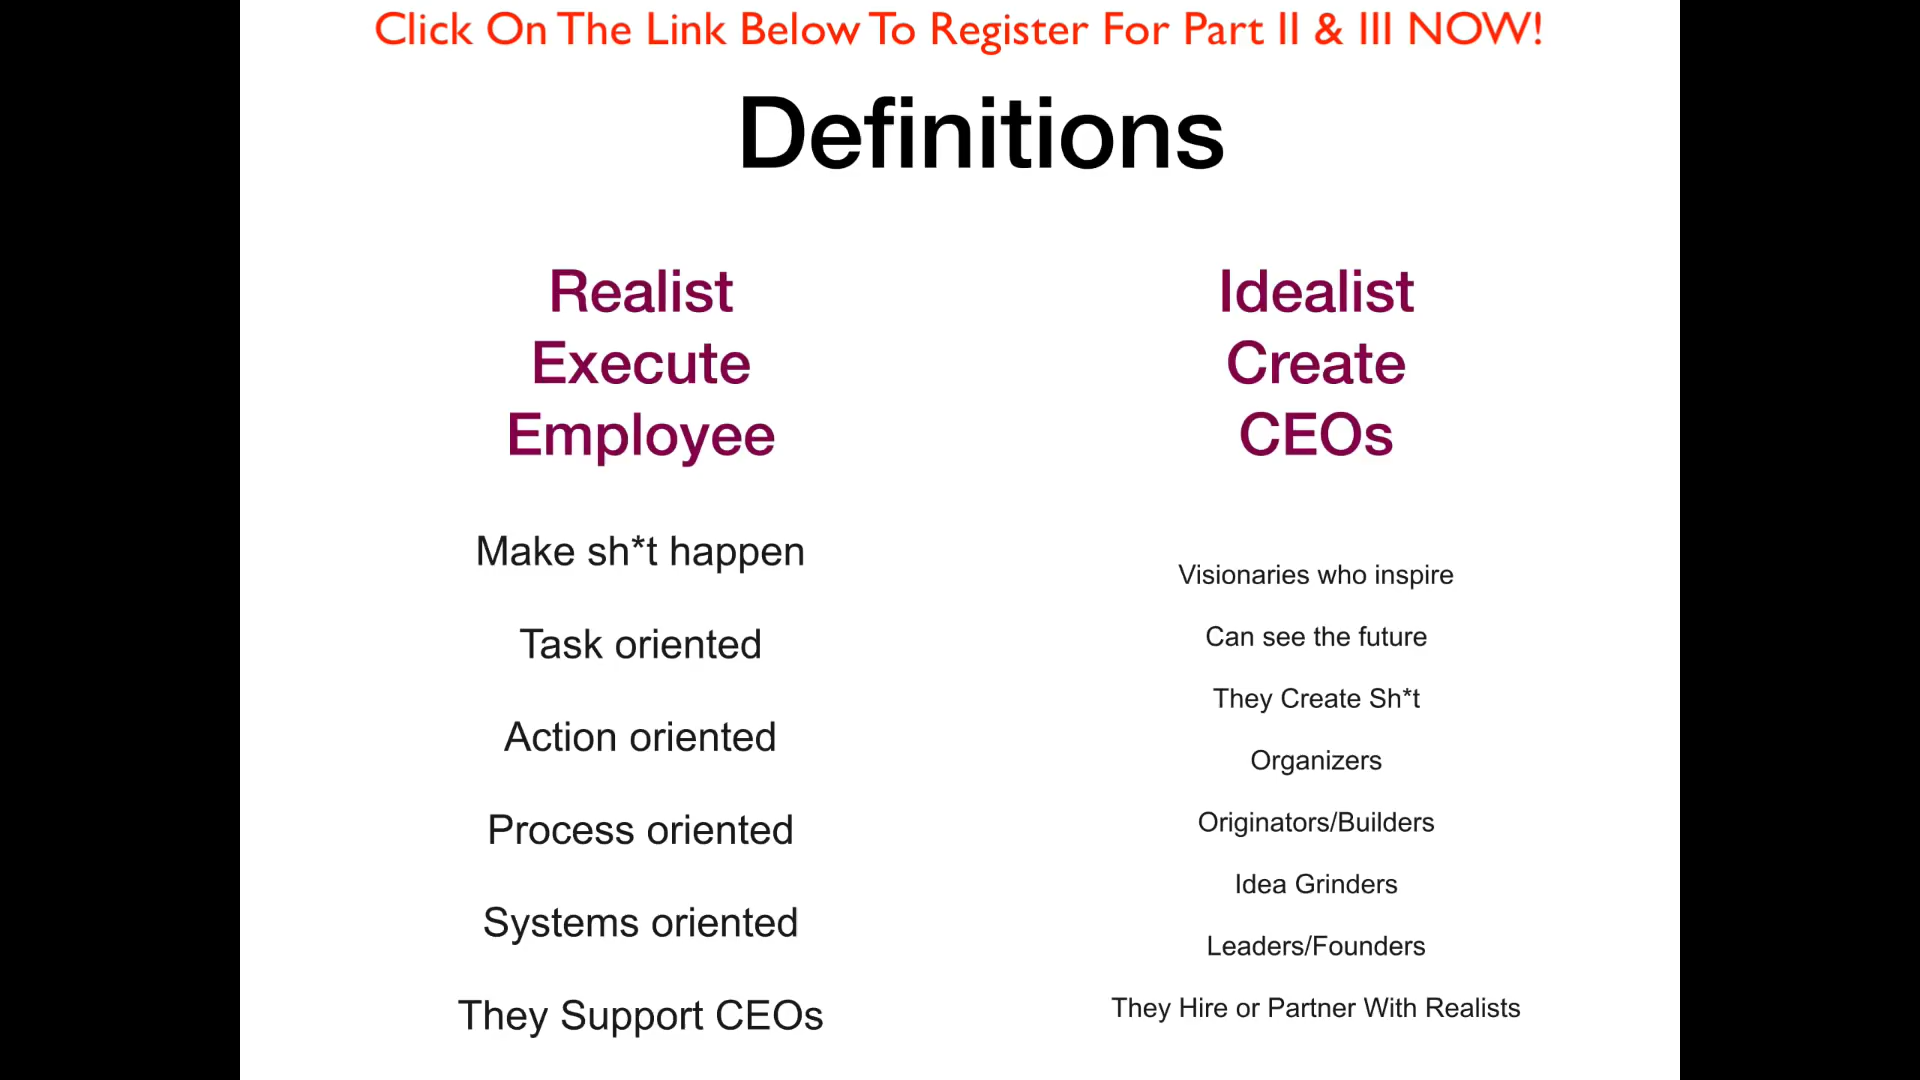 Click On The Link Below To Register For Part II & III NOW!
Definitions
Realist
Execute
Employee
Make sh*t happen
Task oriented
Action oriented
Process oriented
Systems oriented
They Support CEOs
Idealist
Create
CEOs
Visionaries who inspire
Can see the future
They Create Sh*t
Organizers
Originators/Builders
Idea Grinders
Leaders/Founders
They Hire or Partner With Realists